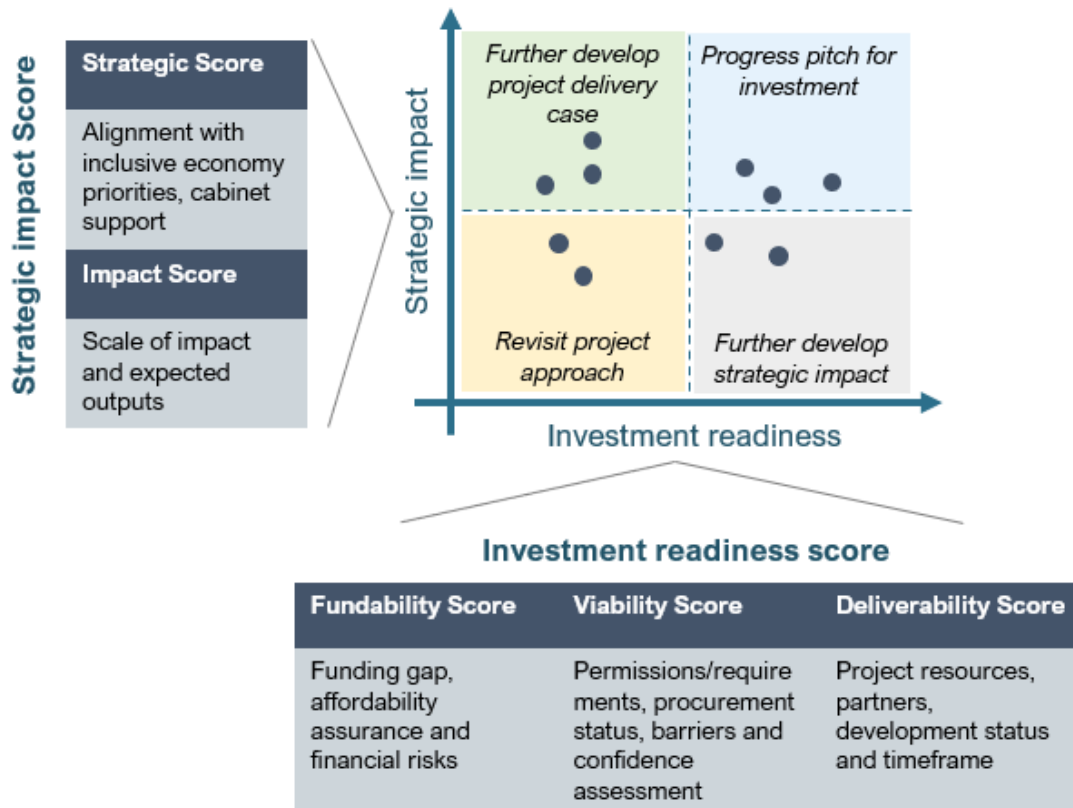 Strategic impact Score
Strategic Score
Alignment with
inclusive economy
priorities, cabinet
support
Impact Score
Scale of impact
and expected
outputs
Strategic impact
Further develop
project delivery
case
Progress pitch for
investment
Revisit project
approach
Further develop
strategic impact
Investment readiness
Investment readiness score
Fundability Score
Funding gap,
affordability
assurance and
financial risks
Viability Score
Permissions/require
ments, procurement
status, barriers and
confidence
assessment
Deliverability Score
Project resources,
partners,
development status
and timeframe